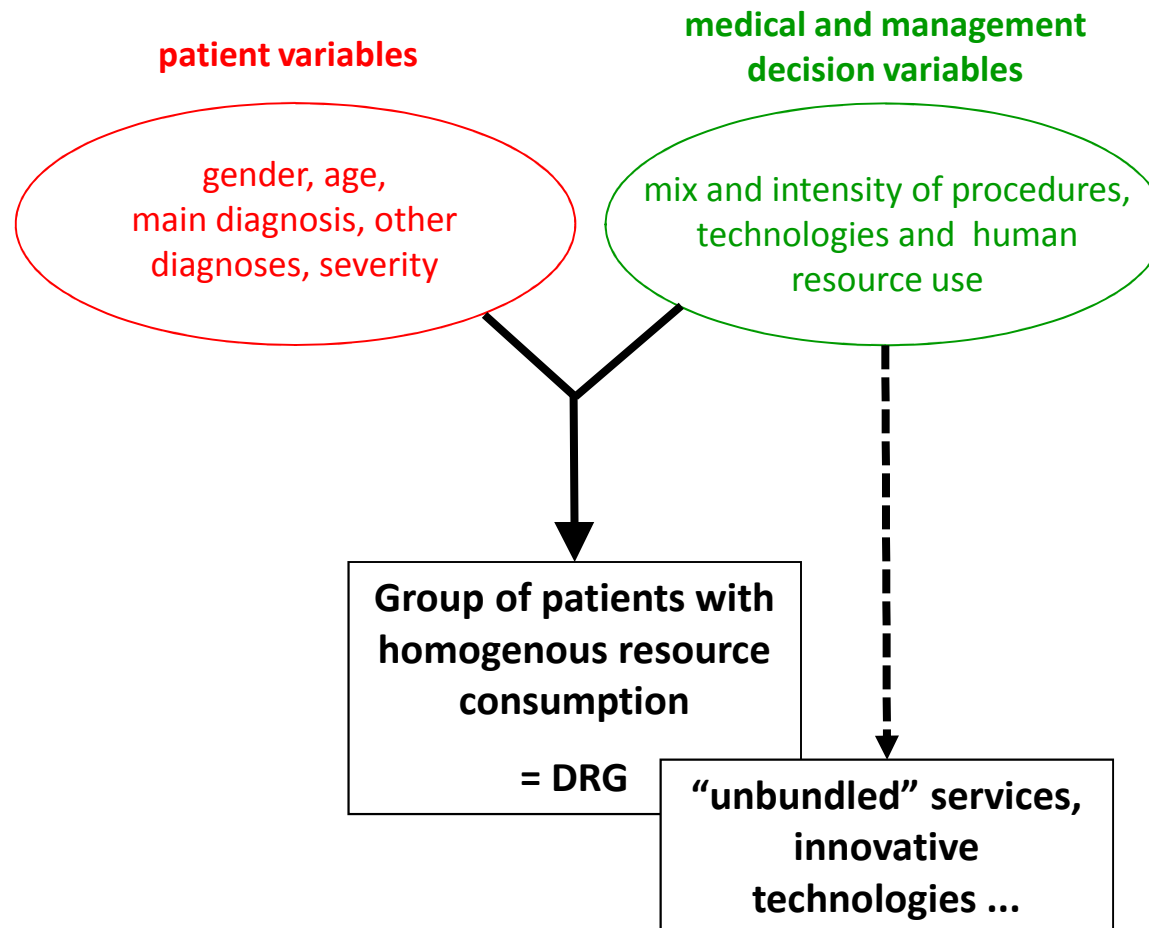 patient variables
medical and management
decision variables
gender, age,
main diagnosis, other
diagnoses, severity
mix and intensity of procedures,
technologies and human
resource use
Group of patients with
homogenous resource
consumption
= DRG
“unbundled” services,
innovative
technologies ...